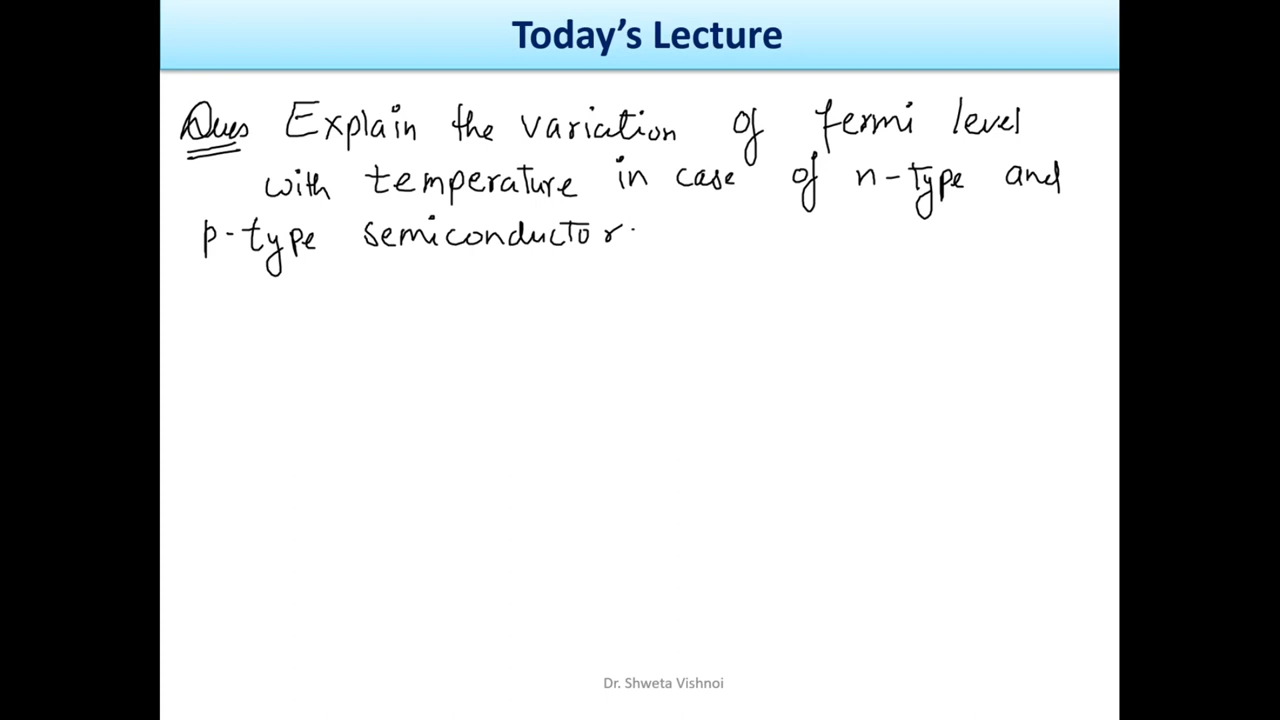 Today's Lecture
Ques Explain the variation of fermi level
with temperature in case of n-type and
p-type semiconductor.
Dr. Shweta Vishnoi